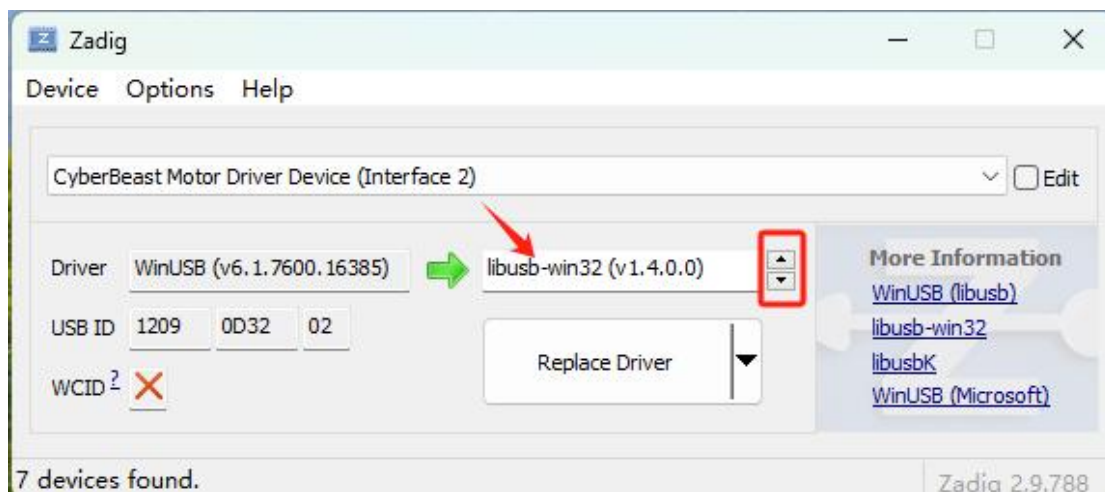 Zadig
Device Options Help
CyberBeast Motor Driver Device (Interface 2)
Edit
Driver WinUSB (v6.1.7600.16385) libusb-win32 (v1.4.0.0)
USB ID 1209 0D32 02
WCID ?
Replace Driver
More Information
WinUSB (libusb)
libusb-win32
libusbK
WinUSB (Microsoft)
7 devices found.
Zadig 2.9.788